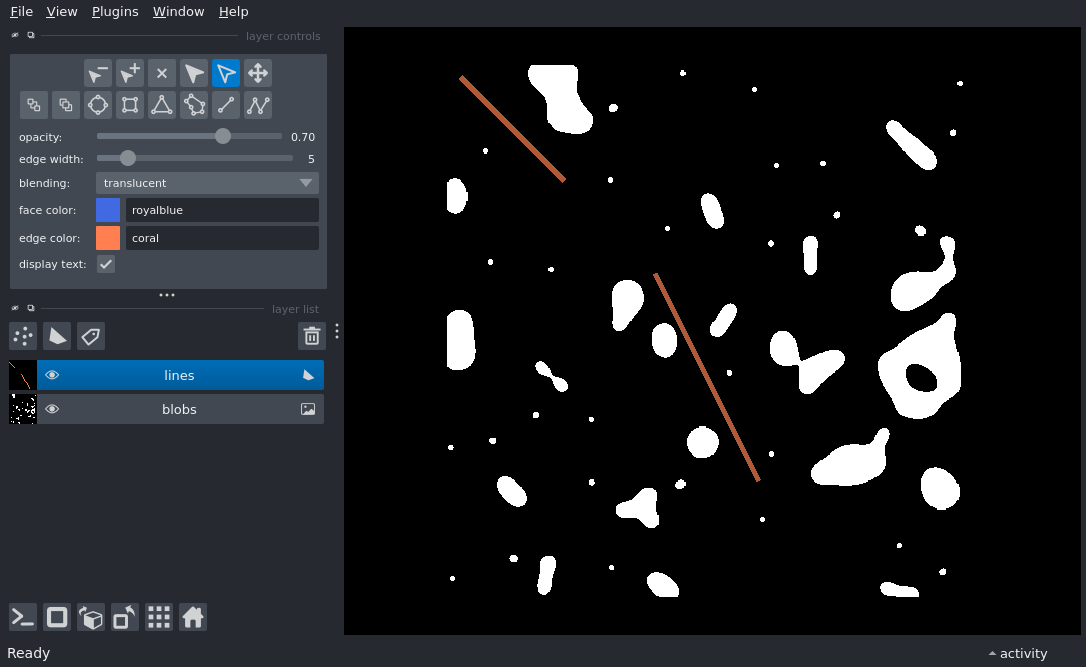 File View Plugins Window Help
layer controls
opacity: 0.70
edge width: 5
blending: translucent
face color: royalblue
edge color: coral
display text:
layer list
lines
blobs
Ready
activity